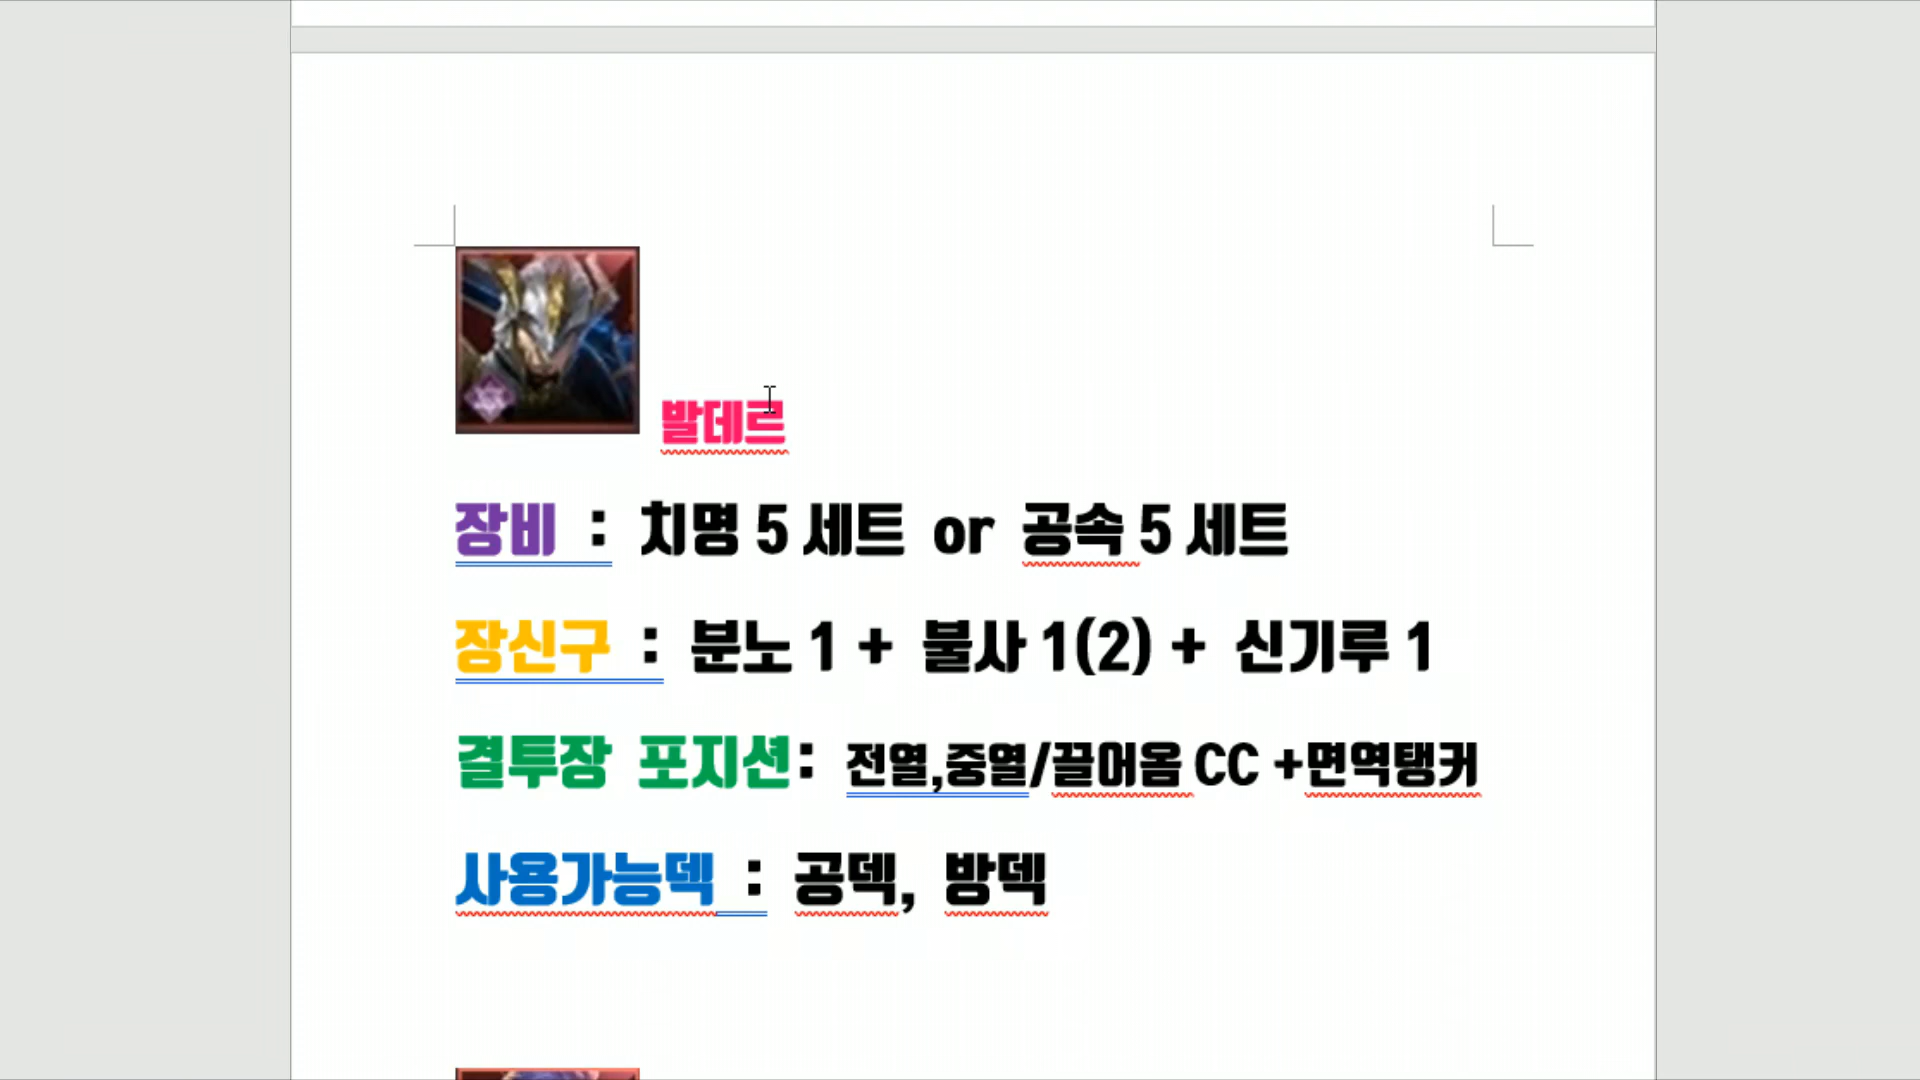 발데르
장비 : 치명 5 세트 or 공속 5 세트
장신구 : 분노 1 + 불사 1(2) + 신기루 1
결투장 포지션: 전열,중열/끌어옴 CC +면역탱커
사용가능덱 : 공덱, 방덱